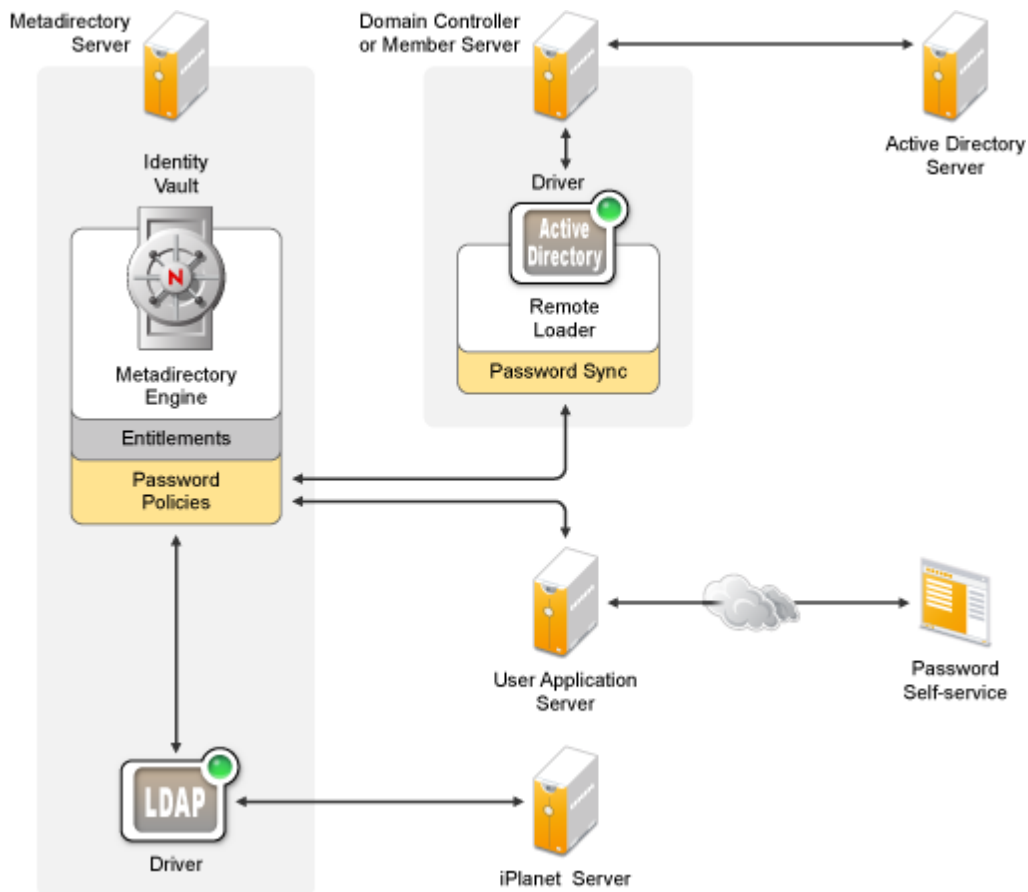 Metadirectory
Server
Domain Controller
or Member Server
Active Directory
Server
Identity
Vault
N
Metadirectory
Engine
Entitlements
Password
Policies
Driver
Active
Directory
Remote
Loader
Password Sync
User Application
Server
Password
Self-service
LDAP
Driver
iPlanet Server